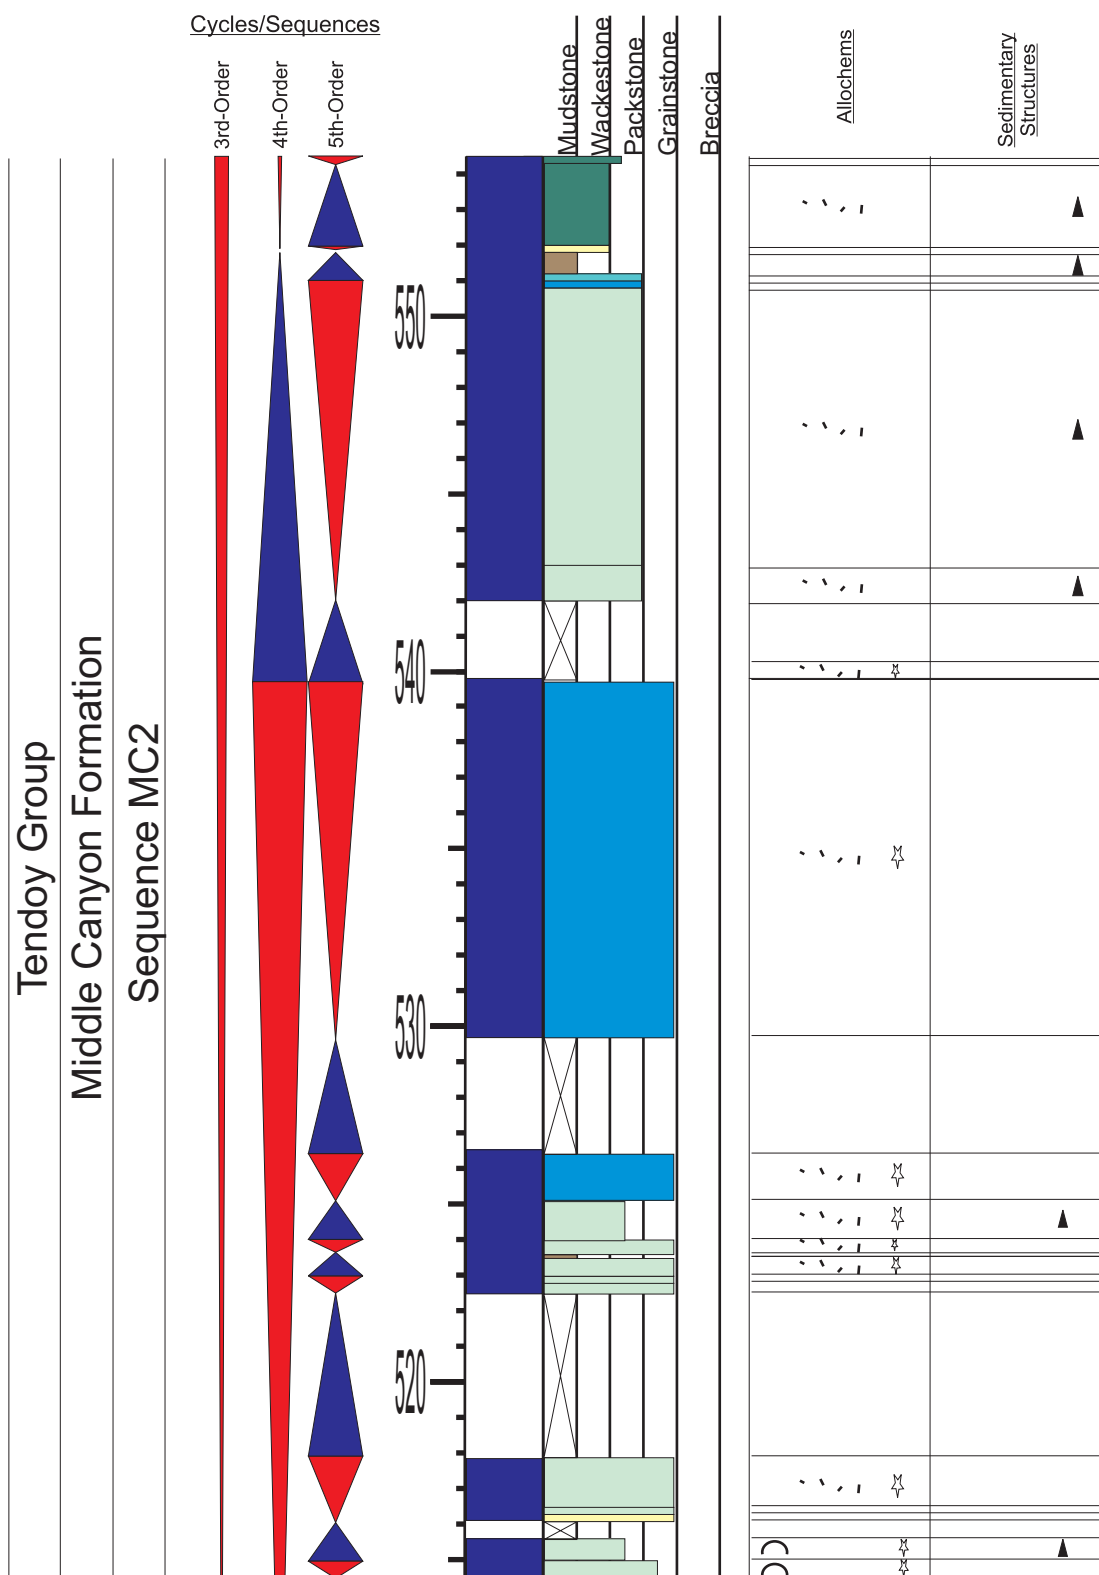 Cycles/Sequences
3rd-Order
4th-Order
5th-Order
Mudstone
Wackestone
Packstone
Grainstone
Breccia
Allochems
Sedimentary
Structures
550
540
530
520
Tendoy Group
Middle Canyon Formation
Sequence MC2